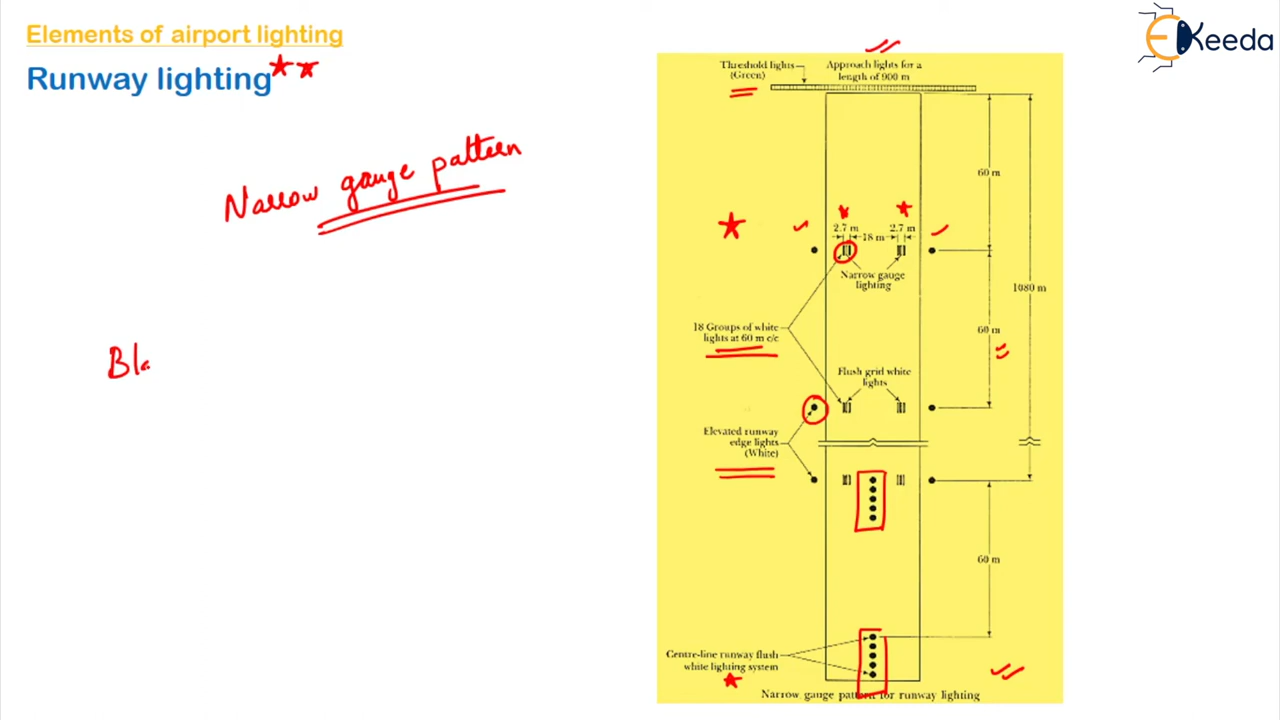 Elements of airport lighting
Runway lighting
Keeda
Narrow gauge pattern
Threshold lights
(Green)
Approach lights for a
length of 900 m
60 m
2.7 m
18 m
2.7 m
Narrow gauge
lighting
1080 m
18 Groups of white
lights at 60 m c/c
60 m
Flush grid white
lights
Elevated runway
edge lights
(White)
60 m
Centre-line runway flush
white lighting system
Narrow gauge pattern for runway lighting